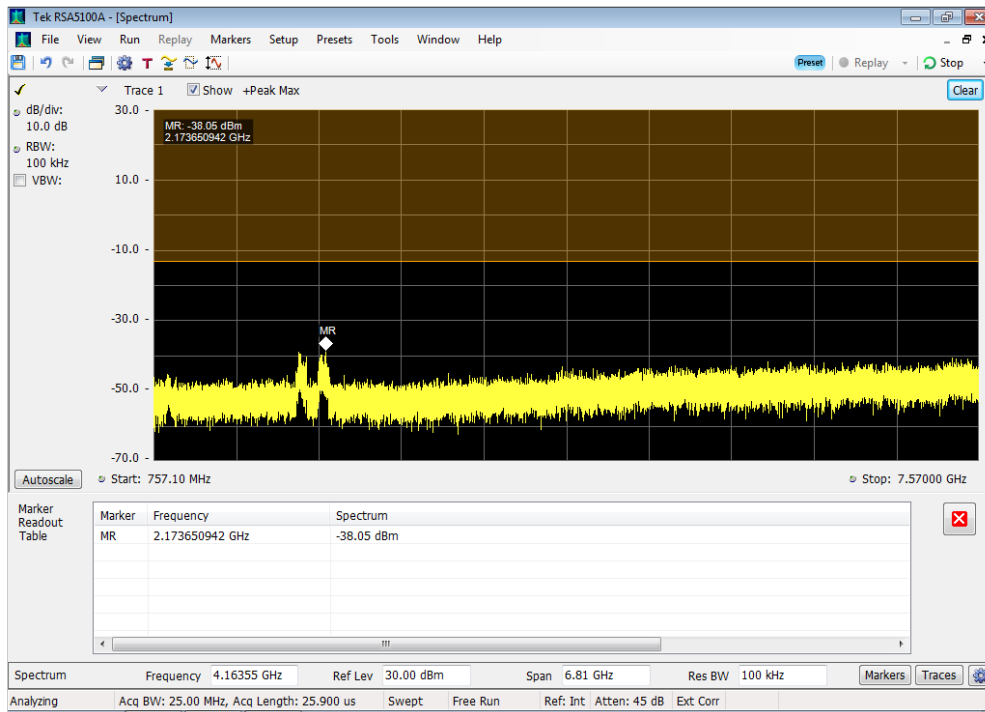 Tek RSA5100A - [Spectrum]
File View Run Replay Markers Setup Presets Tools Window Help
T Preset Replay Stop
Trace 1 Show +Peak Max Clear
dB/div:
10.0 dB
RBW:
100 kHz
VBW:
30.0
MR: -38.05 dBm
2.173650942 GHz
10.0
-10.0
-30.0
MR
-50.0
-70.0
Autoscale Start: 757.10 MHz Stop: 7.57000 GHz
Marker
Readout
Table
Marker Frequency Spectrum
MR 2.173650942 GHz -38.05 dBm
Spectrum Frequency 4.16355 GHz Ref Lev 30.00 dBm Span 6.81 GHz Res BW 100 kHz Markers Traces
Analyzing Acq BW: 25.00 MHz, Acq Length: 25.900 us Swept Free Run Ref: Int Atten: 45 dB Ext Corr